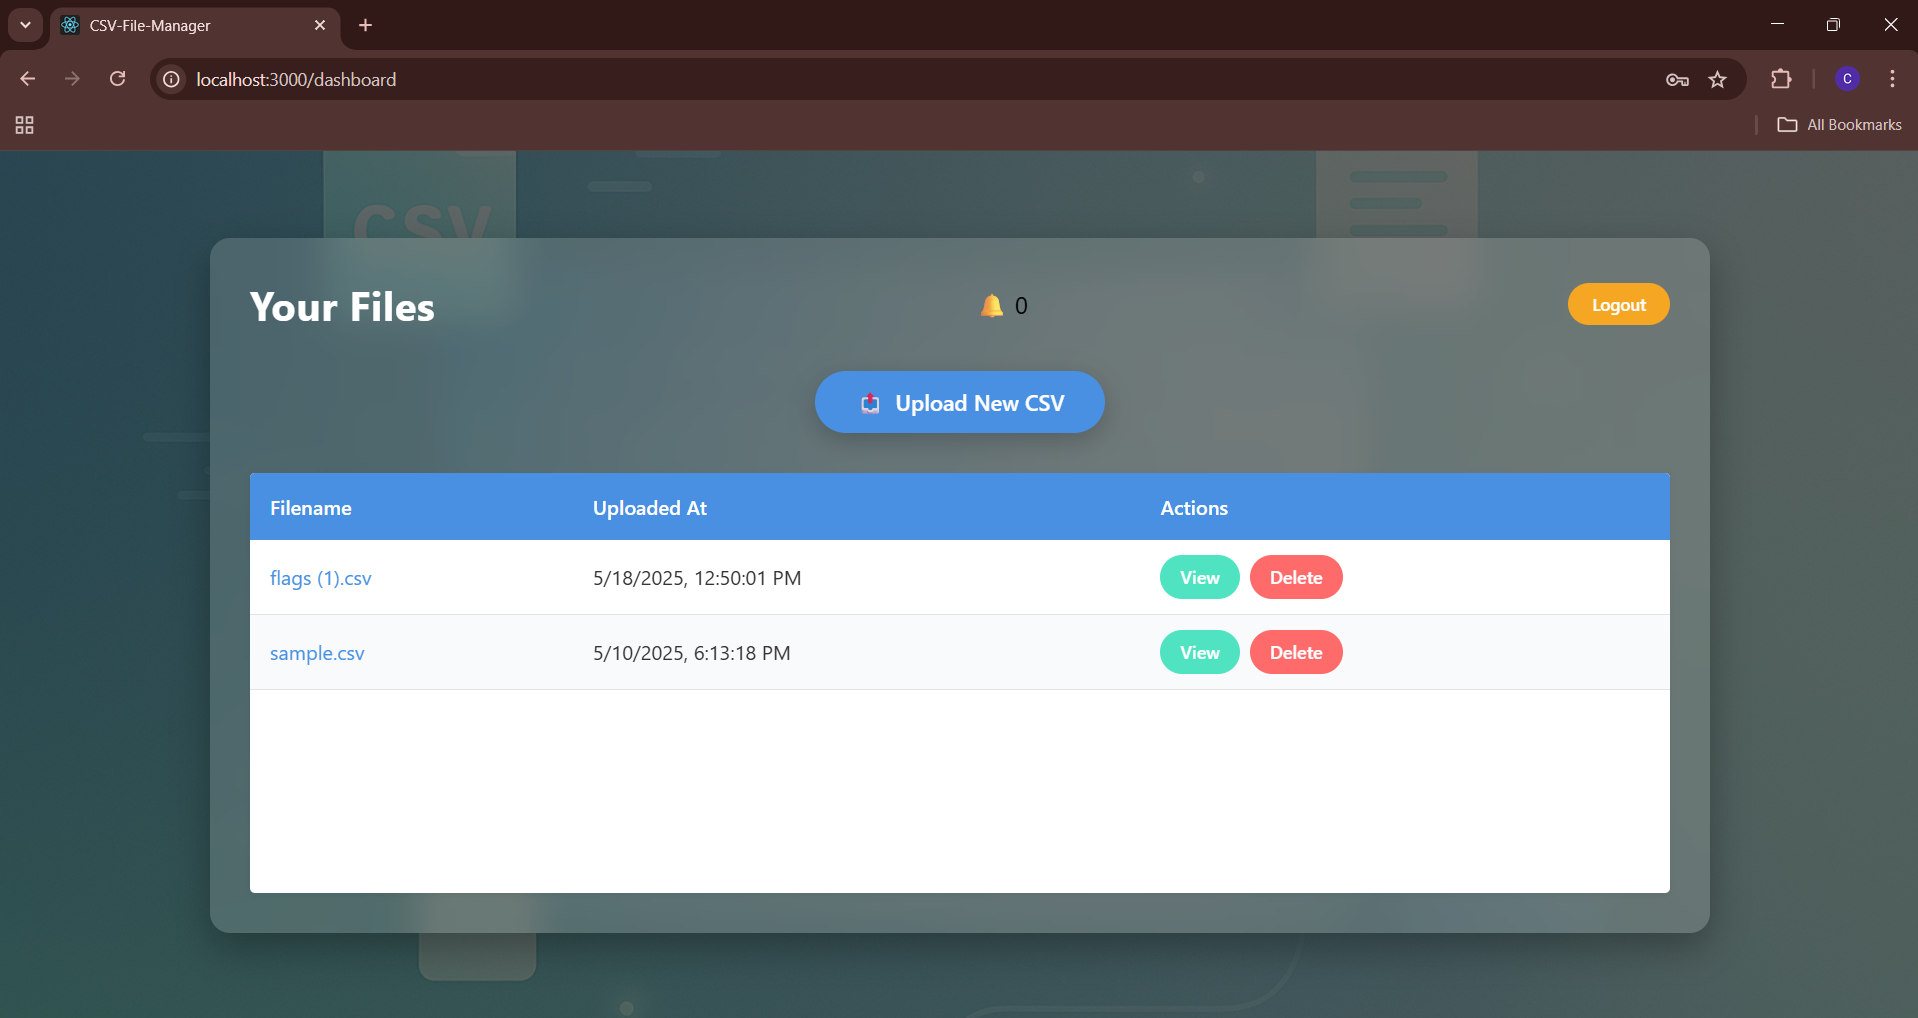 CSV-File-Manager
localhost:3000/dashboard
C
All Bookmarks
csv
Your Files
0
Logout
Upload New CSV
Filename Uploaded At Actions
flags (1).csv 5/18/2025, 12:50:01 PM View Delete
sample.csv 5/10/2025, 6:13:18 PM View Delete